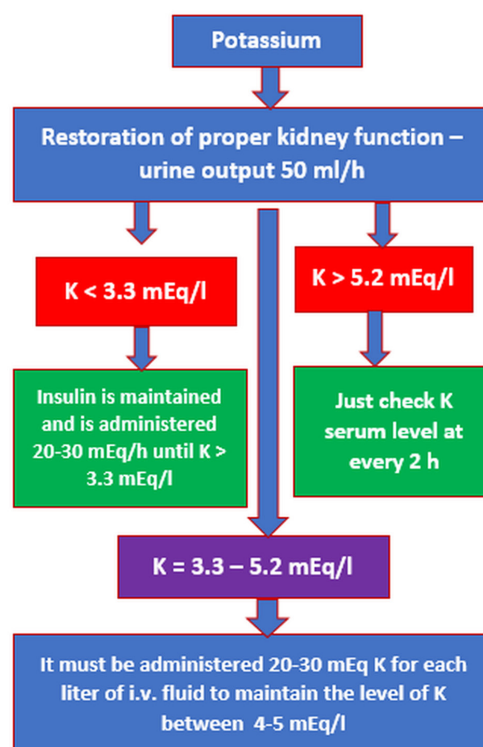 Potassium
Restoration of proper kidney function –
urine output 50 ml/h
K < 3.3 mEq/l
K > 5.2 mEq/l
Insulin is maintained
and is administered
20-30 mEq/h until K >
3.3 mEq/l
Just check K
serum level at
every 2 h
K = 3.3 – 5.2 mEq/l
It must be administered 20-30 mEq K for each
liter of i.v. fluid to maintain the level of K
between 4-5 mEq/l